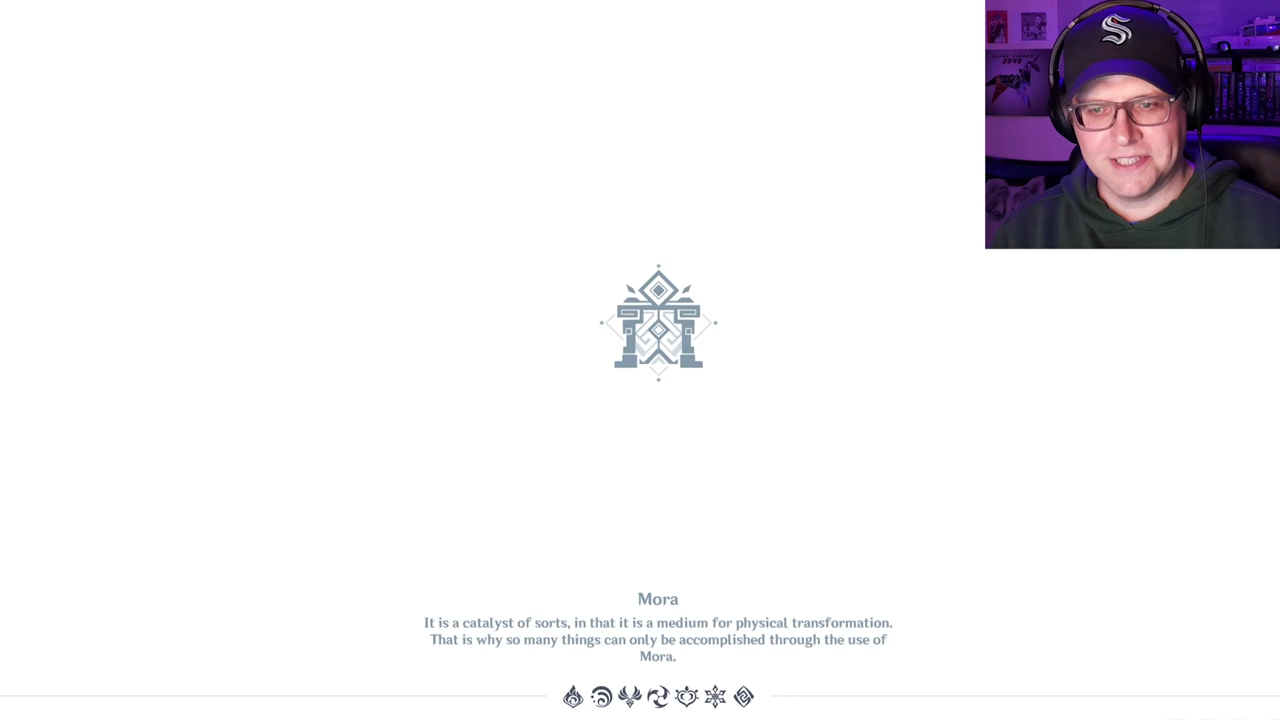 S
Mora
It is a catalyst of sorts, in that it is a medium for physical transformation.
That is why so many things can only be accomplished through the use of
Mora.